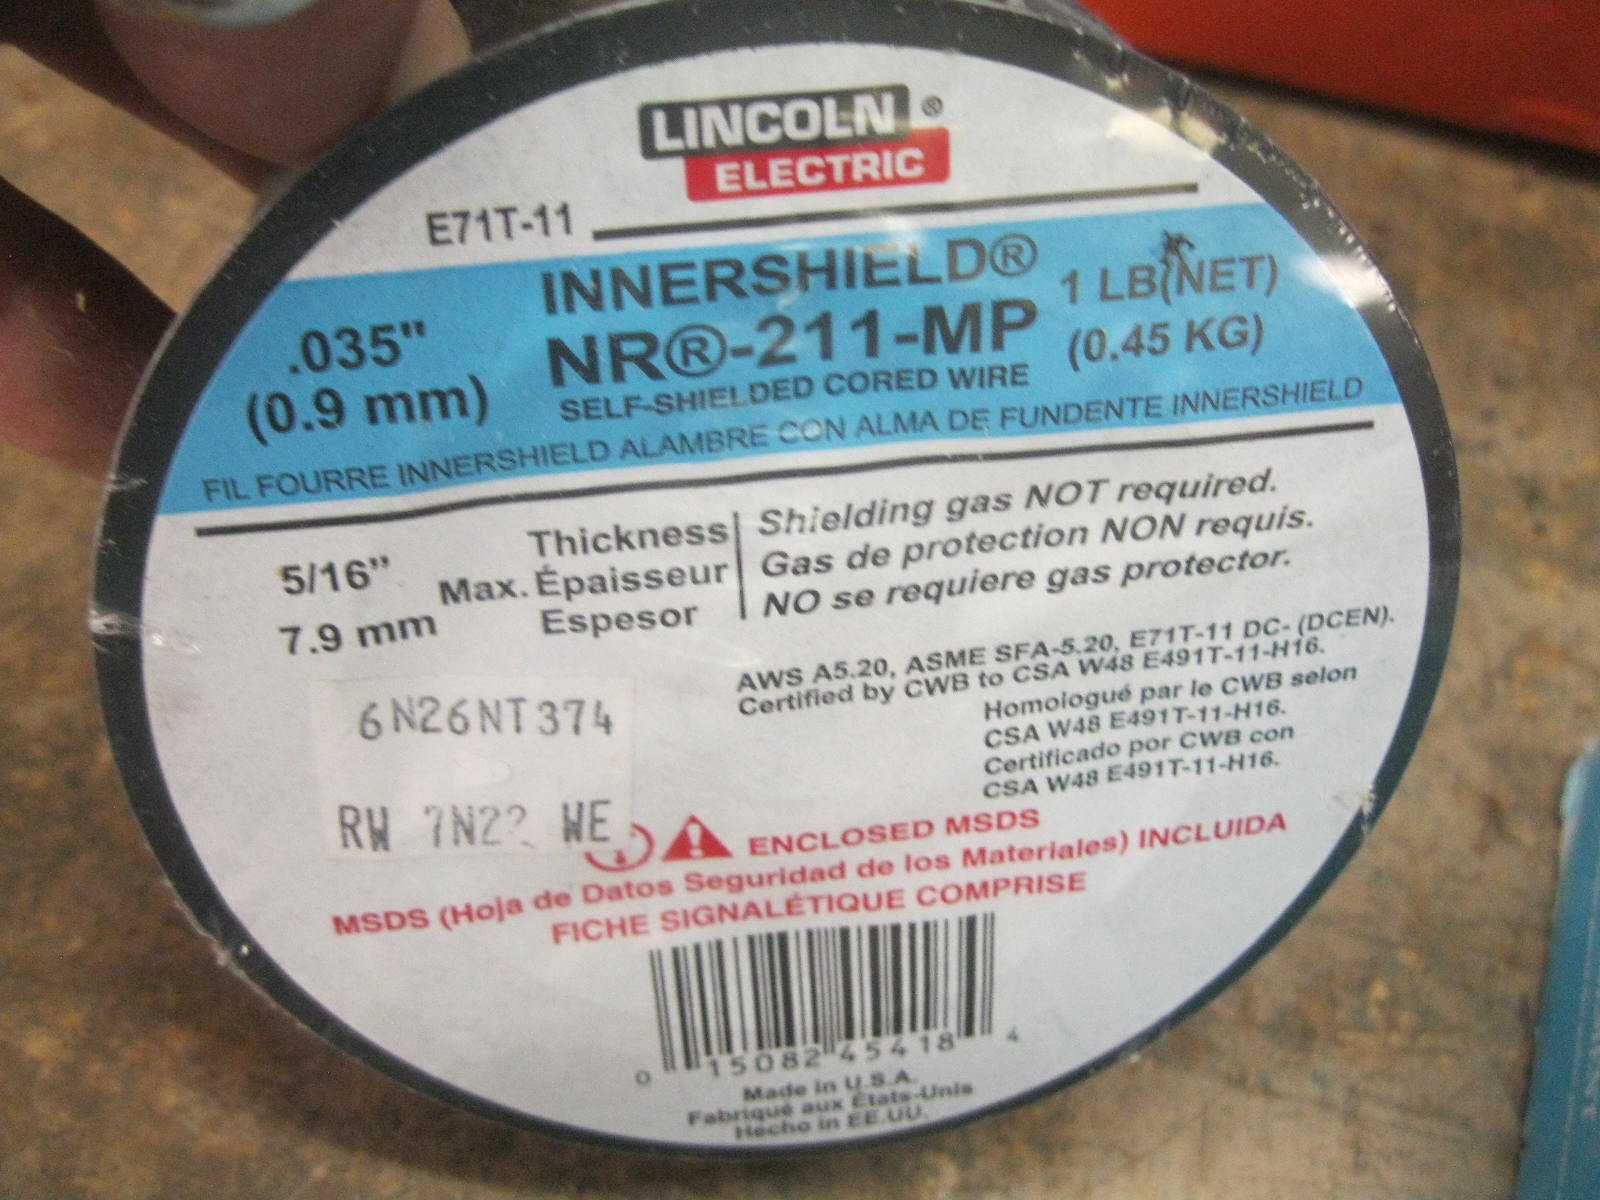 LINCOLN ®
ELECTRIC
E71T-11
INNERSHIELD®
NR®-211-MP
SELF-SHIELDED CORED WIRE
.035"
(0.9 mm)
1 LB(NET)
(0.45 KG)
FIL FOURRE INNERSHIELD ALAMBRE CON ALMA DE FUNDENTE INNERSHIELD
5/16"
7.9 mm
Max.
Thickness
Épaisseur
Espesor
Shielding gas NOT required.
Gas de protection NON requis.
NO se requiere gas protector.
AWS A5.20, ASME SFA-5.20, E71T-11 DC- (DCEN).
Certified by CWB to CSA W48 E491T-11-H16.
Homologué par le CWB selon
CSA W48 E491T-11-H16.
Certificado por CWB con
CSA W48 E491T-11-H16.
6N26NT374
RW WE
ENCLOSED MSDS
MSDS (Hoja de Datos Seguridad de los Materiales) INCLUIDA
FICHE SIGNALÉTIQUE COMPRISE
0 15082 45418 4
Made in U.S.A.
Fabriqué aux États-Unis
Hecho in EE.UU.